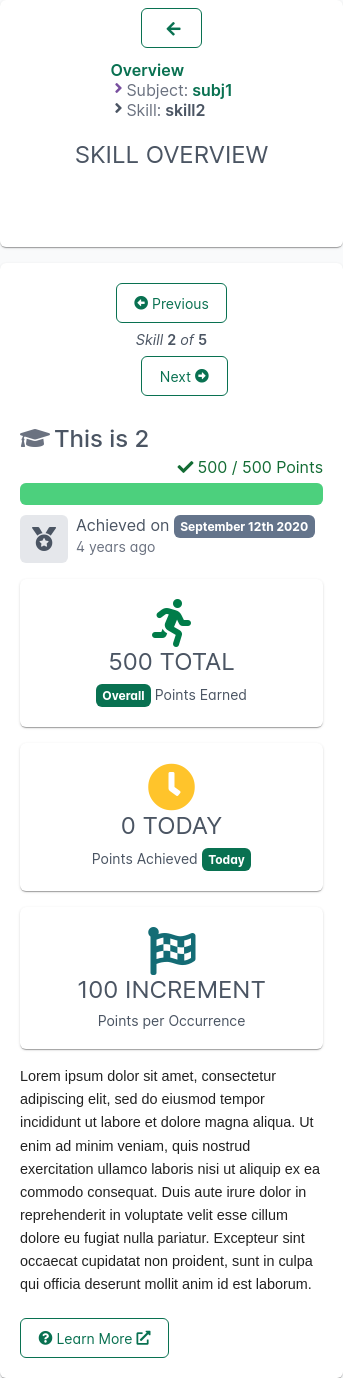 Overview
Subject: subj1
Skill: skill2
SKILL OVERVIEW
Previous
Skill 2 of 5
Next
This is 2
500 / 500 Points
Achieved on September 12th 2020
4 years ago
500 TOTAL
Overall Points Earned
0 TODAY
Points Achieved Today
100 INCREMENT
Points per Occurrence
Lorem ipsum dolor sit amet, consectetur
adipiscing elit, sed do eiusmod tempor
incididunt ut labore et dolore magna aliqua. Ut
enim ad minim veniam, quis nostrud
exercitation ullamco laboris nisi ut aliquip ex ea
commodo consequat. Duis aute irure dolor in
reprehenderit in voluptate velit esse cillum
dolore eu fugiat nulla pariatur. Excepteur sint
occaecat cupidatat non proident, sunt in culpa
qui officia deserunt mollit anim id est laborum.
Learn More